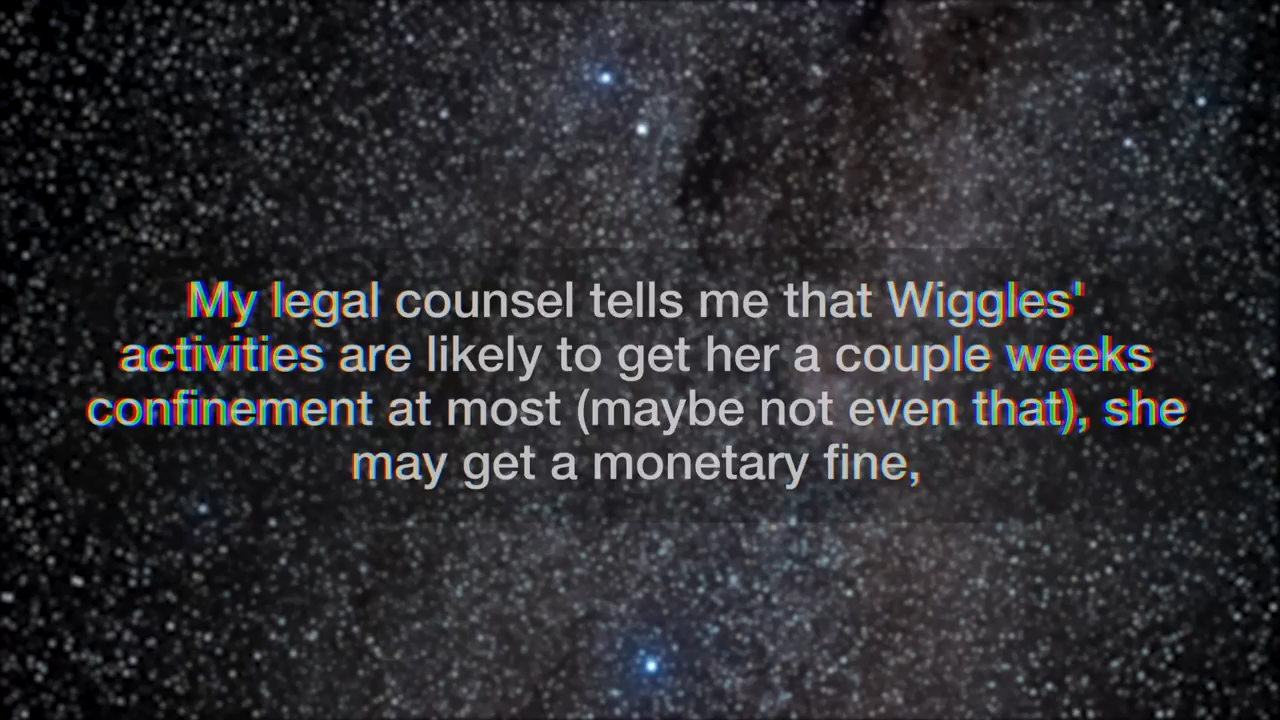 My legal counsel tells me that Wiggles'
activities are likely to get her a couple weeks
confinement at most (maybe not even that), she
may get a monetary fine,